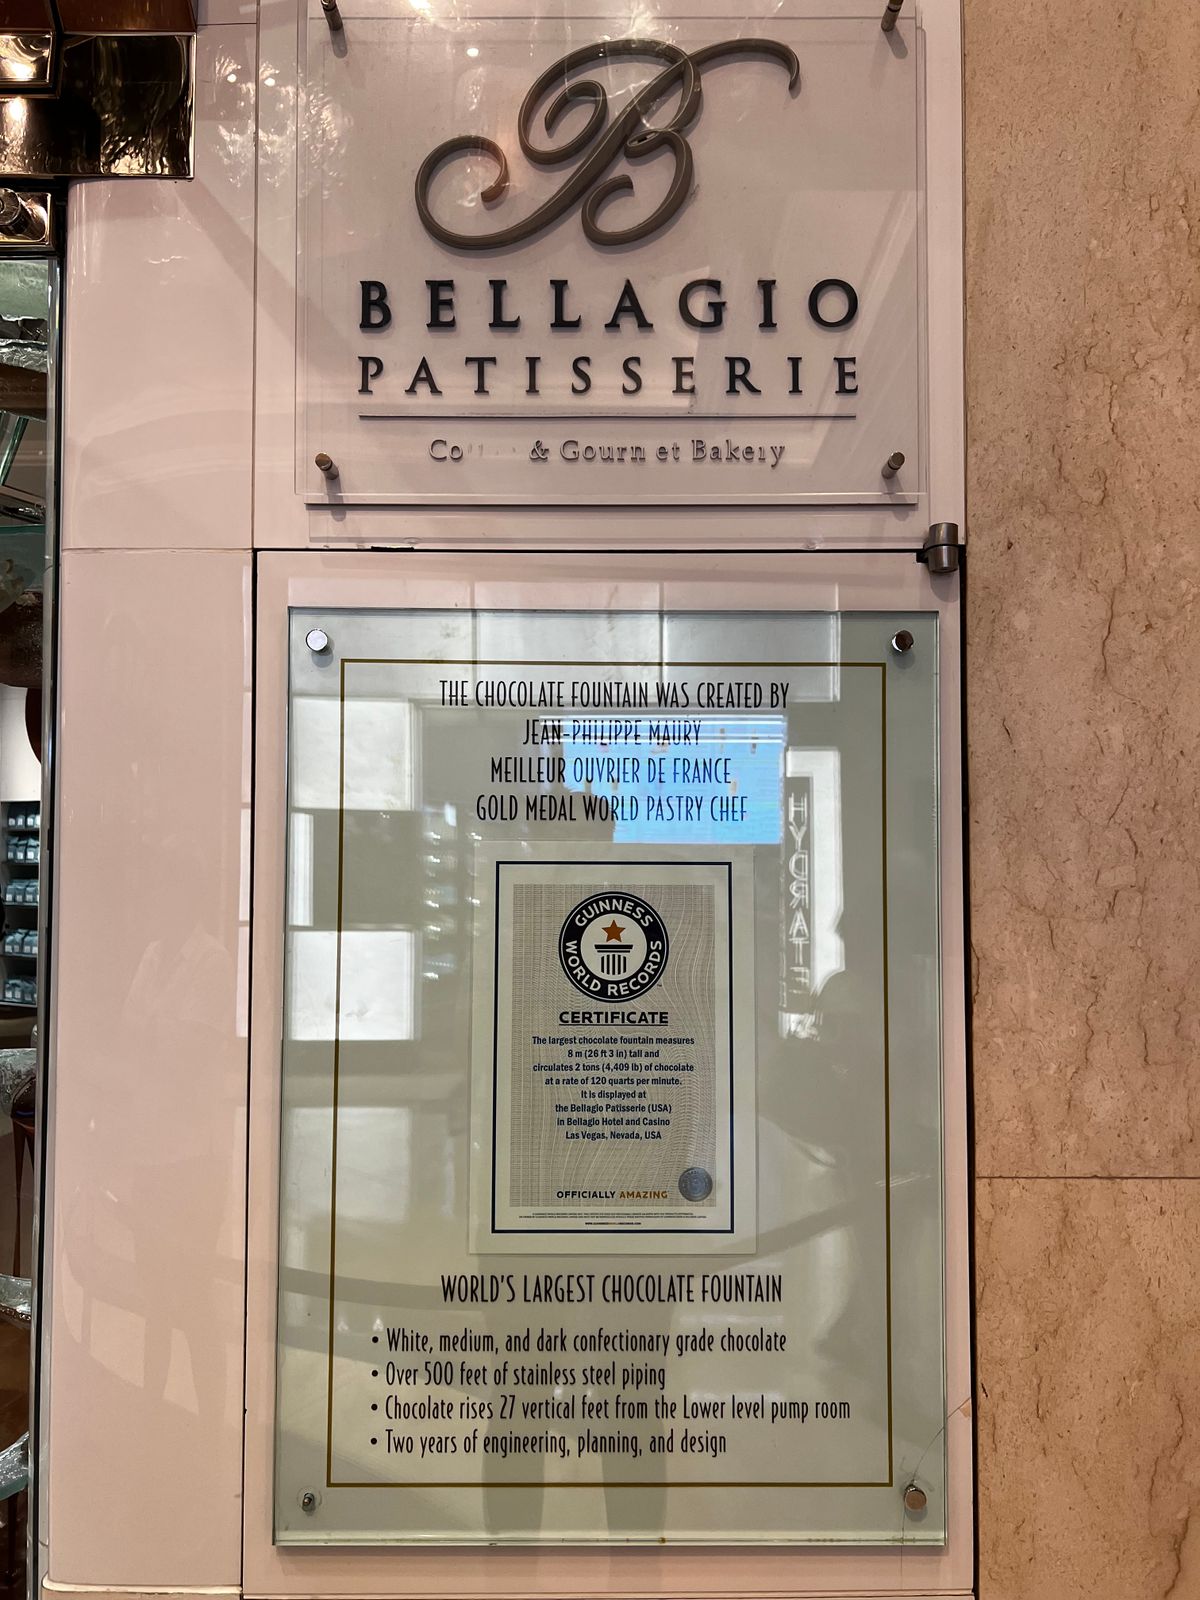 B
BELLAGIO
PATISSERIE
Co & Gourm et Bakery
THE CHOCOLATE FOUNTAIN WAS CREATED BY
JEAN-PHILIPPE MAURY
MEILLEUR OUVRIER DE FRANCE
GOLD MEDAL WORLD PASTRY CHEF
HYDRATE
GUINNESS
WORLD RECORDS
CERTIFICATE
The largest chocolate fountain measures
8 m (26 ft 3 in) tall and
circulates 2 tons (4,409 lb) of chocolate
at a rate of 120 quarts per minute.
It is displayed at
the Bellagio Patisserie (USA)
in Bellagio Hotel and Casino
Las Vegas, Nevada, USA
OFFICIALLY AMAZING
WORLD'S LARGEST CHOCOLATE FOUNTAIN
• White, medium, and dark confectionary grade chocolate
• Over 500 feet of stainless steel piping
• Chocolate rises 27 vertical feet from the Lower level pump room
• Two years of engineering, planning, and design